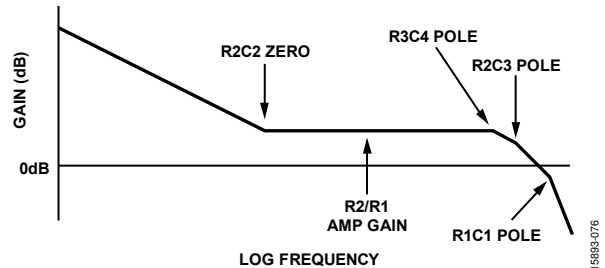 R3C4 POLE
R2C2 ZERO
R2C3 POLE
GAIN (dB)
0dB
R2/R1
AMP GAIN
R1C1 POLE
LOG FREQUENCY
15893-076